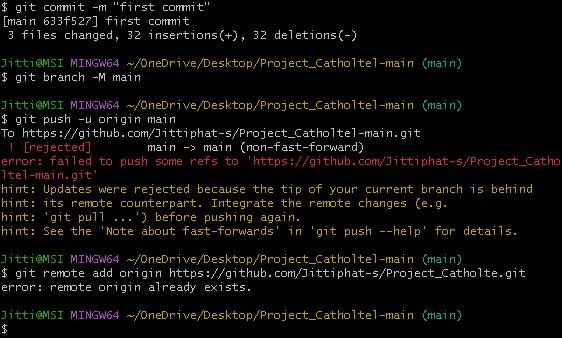 $ git commit -m "first commit"
[main 633f527] first commit
 3 files changed, 32 insertions(+), 32 deletions(-)

Jitti@MSI MINGW64 ~/OneDrive/Desktop/Project_Catholtel-main (main)
$ git branch -M main

Jitti@MSI MINGW64 ~/OneDrive/Desktop/Project_Catholtel-main (main)
$ git push -u origin main
To https://github.com/Jittiphat-s/Project_Catholtel-main.git
 ! [rejected]        main -> main (non-fast-forward)
error: failed to push some refs to 'https://github.com/Jittiphat-s/Project_Catho
ltel-main.git'
hint: Updates were rejected because the tip of your current branch is behind
hint: its remote counterpart. Integrate the remote changes (e.g.
hint: 'git pull ...') before pushing again.
hint: See the 'Note about fast-forwards' in 'git push --help' for details.

Jitti@MSI MINGW64 ~/OneDrive/Desktop/Project_Catholtel-main (main)
$ git remote add origin https://github.com/Jittiphat-s/Project_Catholte.git
error: remote origin already exists.

Jitti@MSI MINGW64 ~/OneDrive/Desktop/Project_Catholtel-main (main)
$